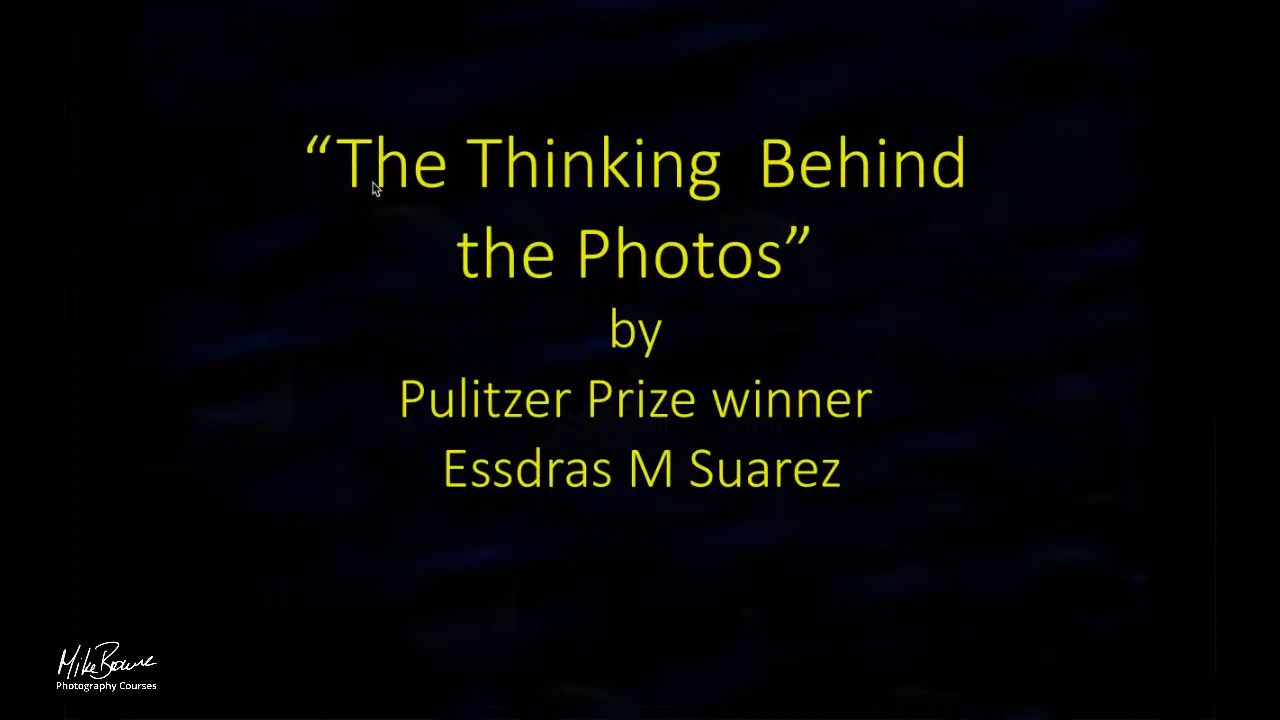 “The Thinking  Behind
the Photos”
by
Pulitzer Prize winner
Essdras M Suarez
Mike Browne
Photography Courses